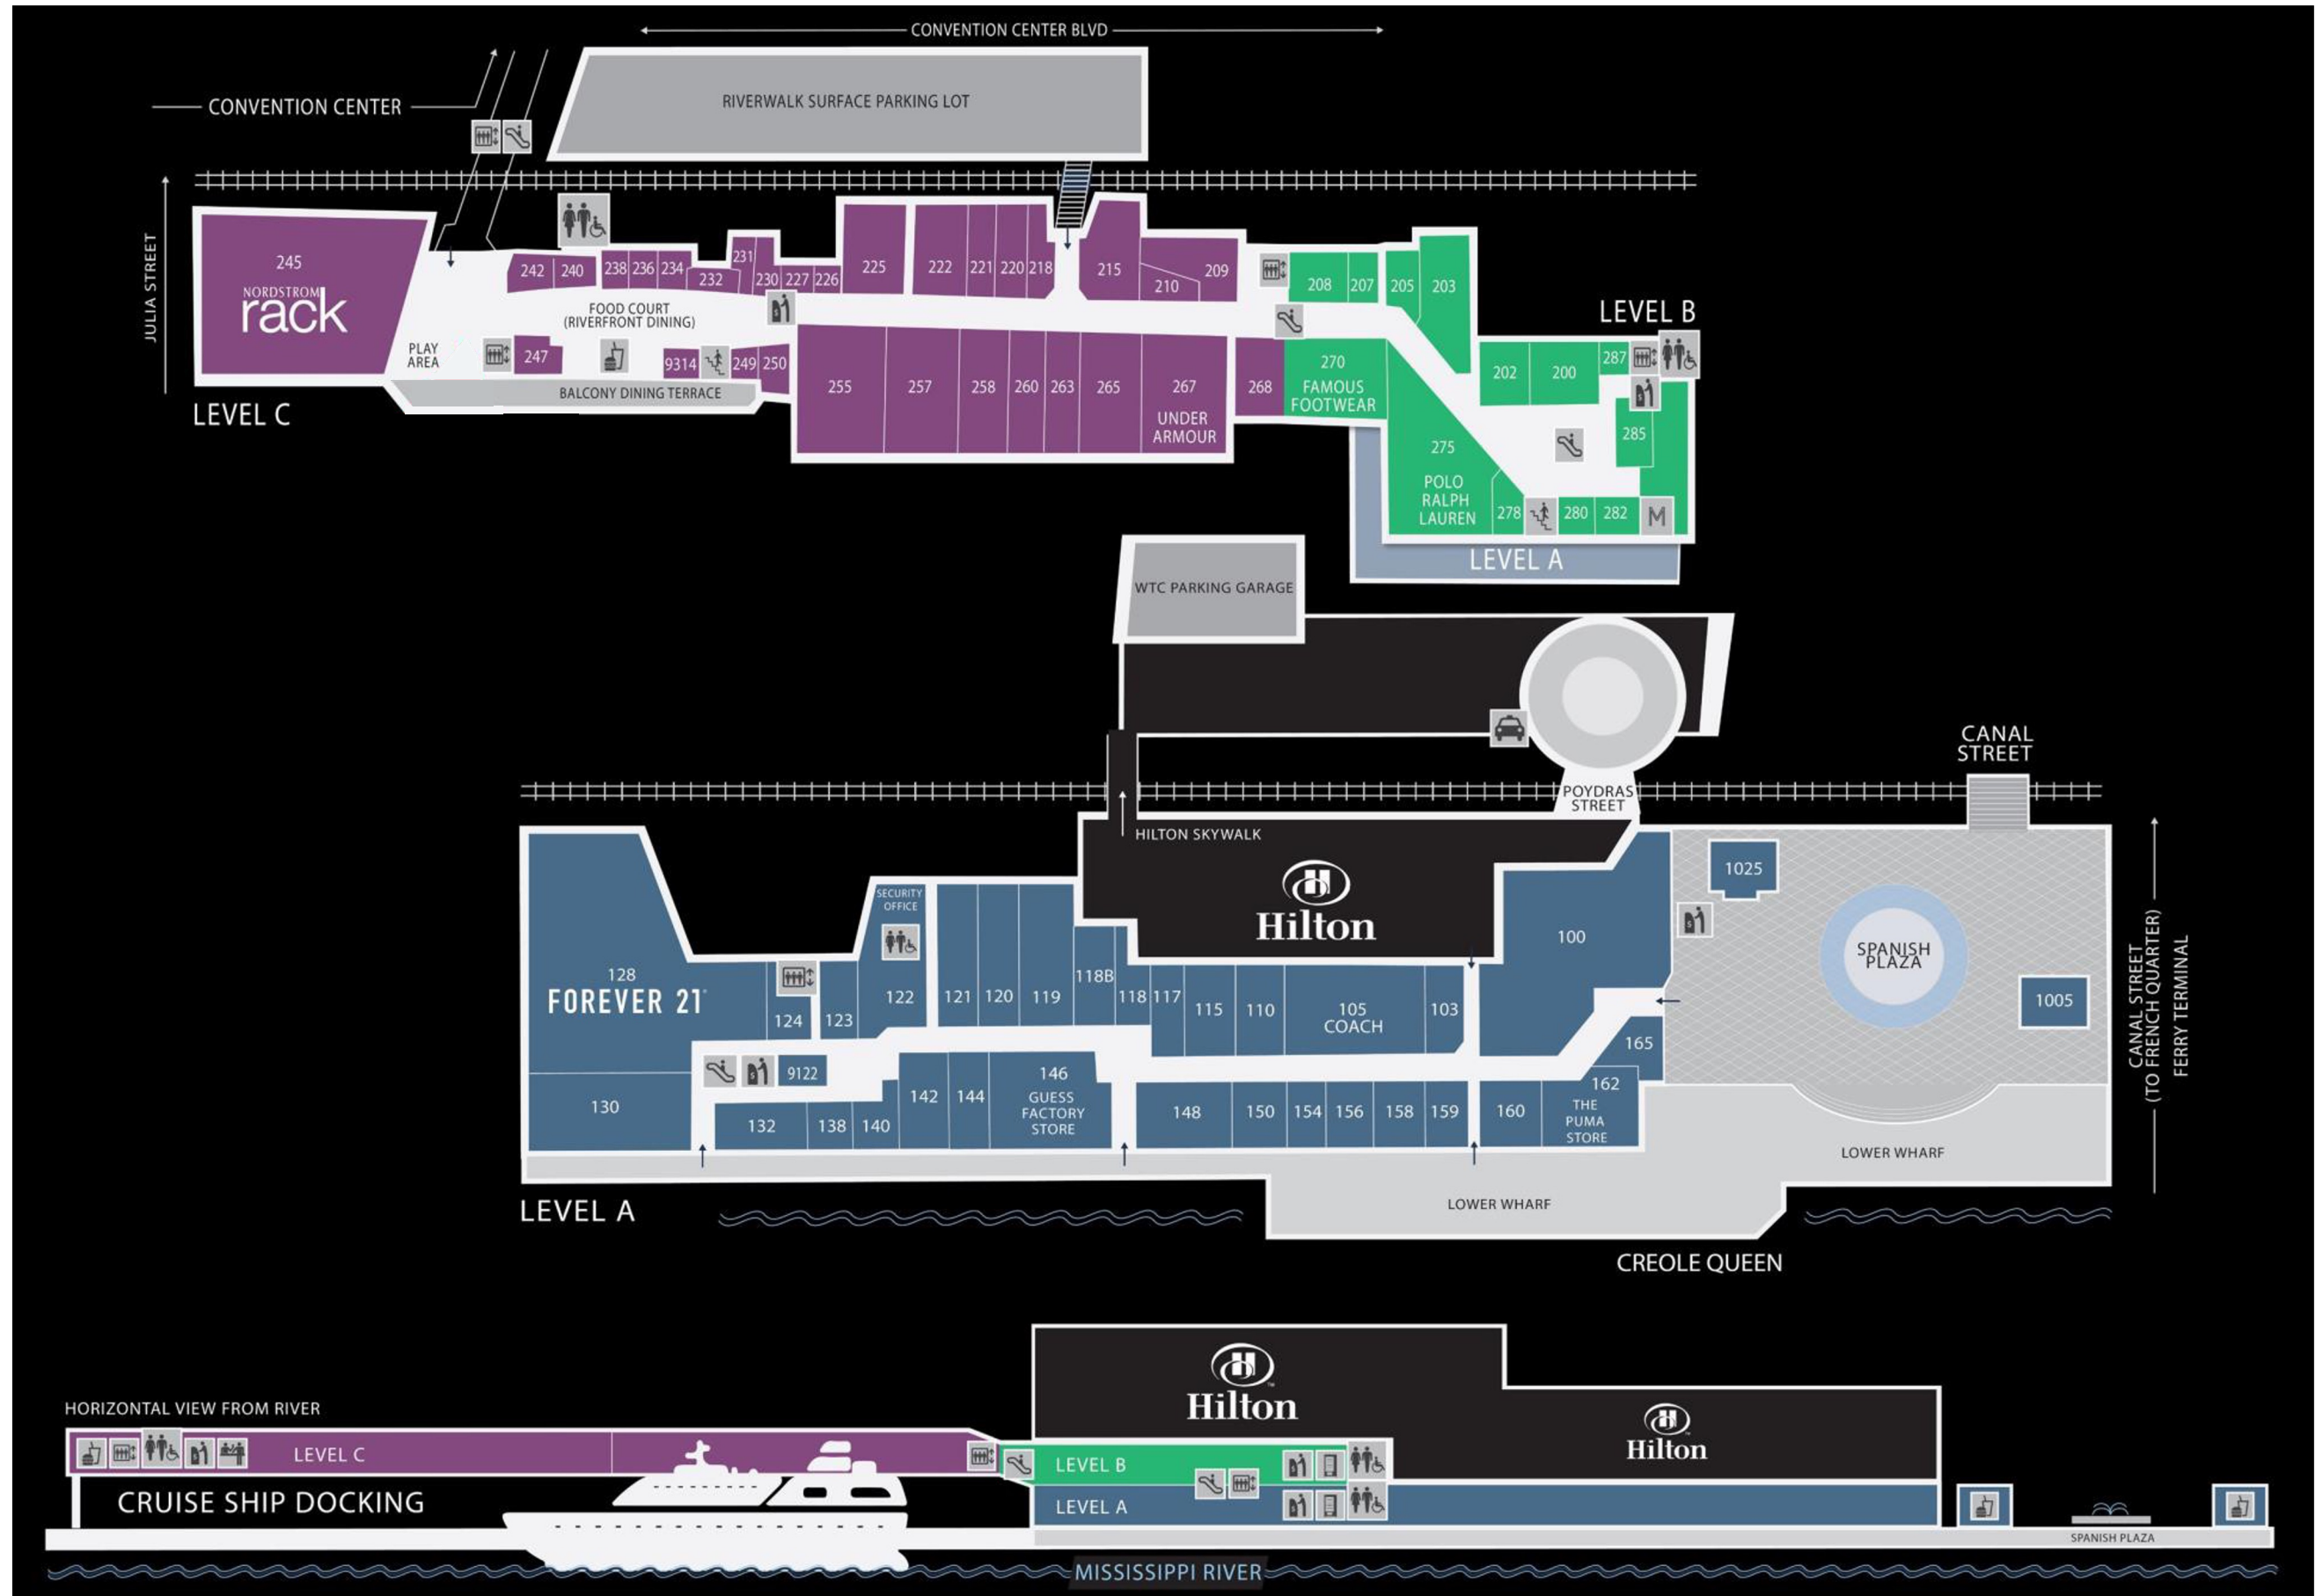 CONVENTION CENTER BLVD
CONVENTION CENTER
RIVERWALK SURFACE PARKING LOT
JULIA STREET
245
NORDSTROM
rack
242
240
238
236
234
232
231
230
227
226
225
222
221
220
218
215
210
209
208
207
205
203
LEVEL B
FOOD COURT
(RIVERFRONT DINING)
PLAY
AREA
247
9314
249
250
BALCONY DINING TERRACE
LEVEL C
255
257
258
260
263
265
267
UNDER
ARMOUR
268
270
FAMOUS
FOOTWEAR
275
POLO
RALPH
LAUREN
202
200
287
285
278
280
282
M
LEVEL A
WTC PARKING GARAGE
CANAL
STREET
POYDRAS
STREET
HILTON SKYWALK
Hilton
SECURITY
OFFICE
128
FOREVER 21
124
123
122
121
120
119
118B
118
117
115
110
105
COACH
103
100
1025
SPANISH
PLAZA
1005
165
130
9122
132
138
140
142
144
146
GUESS
FACTORY
STORE
148
150
154
156
158
159
160
162
THE
PUMA
STORE
LOWER WHARF
LOWER WHARF
CANAL STREET
(TO FRENCH QUARTER)
FERRY TERMINAL
LEVEL A
CREOLE QUEEN
HORIZONTAL VIEW FROM RIVER
Hilton
Hilton
LEVEL C
LEVEL B
LEVEL A
CRUISE SHIP DOCKING
SPANISH PLAZA
MISSISSIPPI RIVER